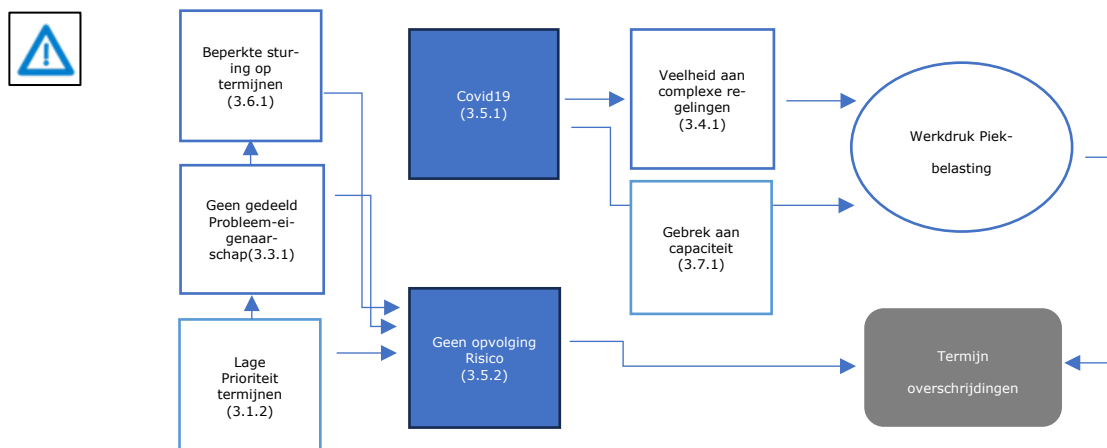 Beperkte stur-
ing op
termijnen
(3.6.1)
Covid19
(3.5.1)
Veelheid aan
complexe re-
gelingen
(3.4.1)
Werkdruk Piek-
belasting
Geen gedeeld
Probleem-ei-
genaar-
schap(3.3.1)
Gebrek aan
capaciteit
(3.7.1)
Lage
Prioriteit
termijnen
(3.1.2)
Geen opvolging
Risico
(3.5.2)
Termijn
overschrijdingen